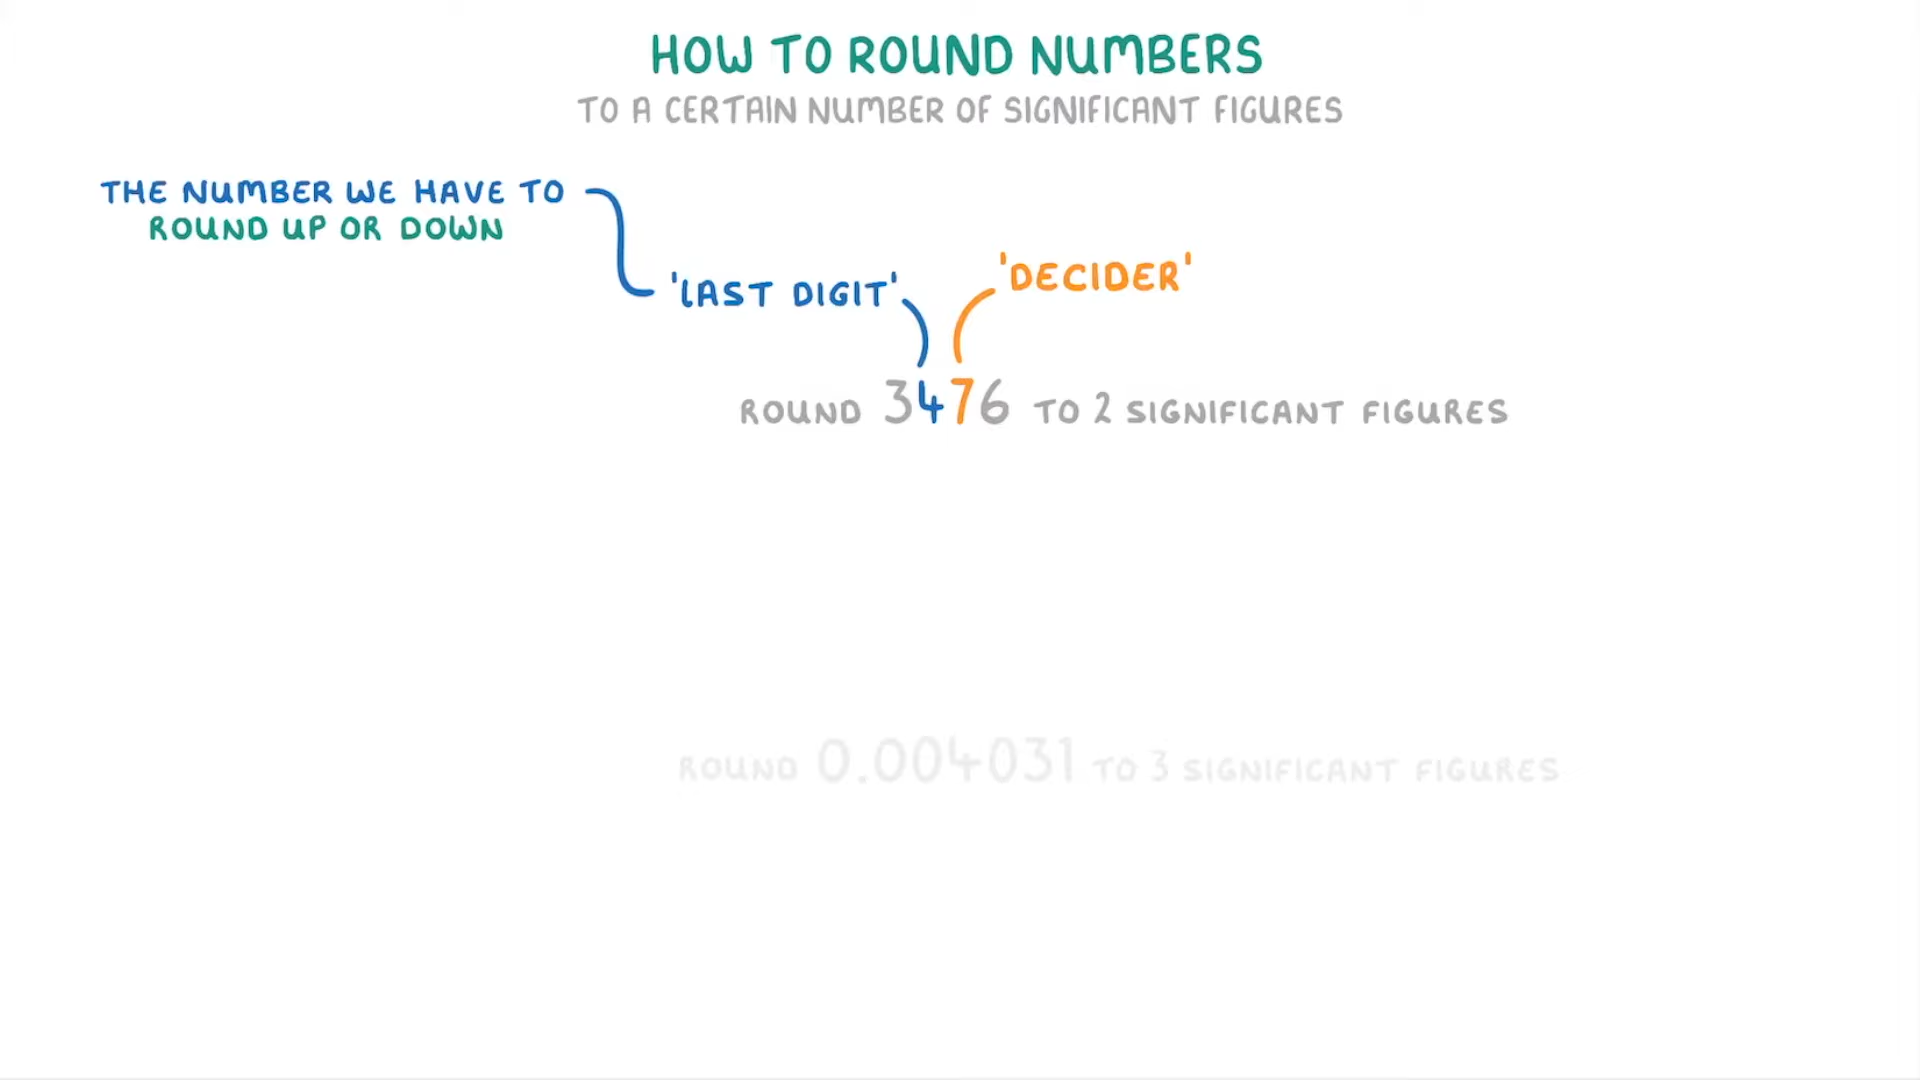 HOW TO ROUND NUMBERS
TO A CERTAIN NUMBER OF SIGNIFICANT FIGURES
THE NUMBER WE HAVE TO
ROUND UP OR DOWN
'LAST DIGIT'
'DECIDER'
ROUND 3476 TO 2 SIGNIFICANT FIGURES
ROUND 0.004031 TO 3 SIGNIFICANT FIGURES